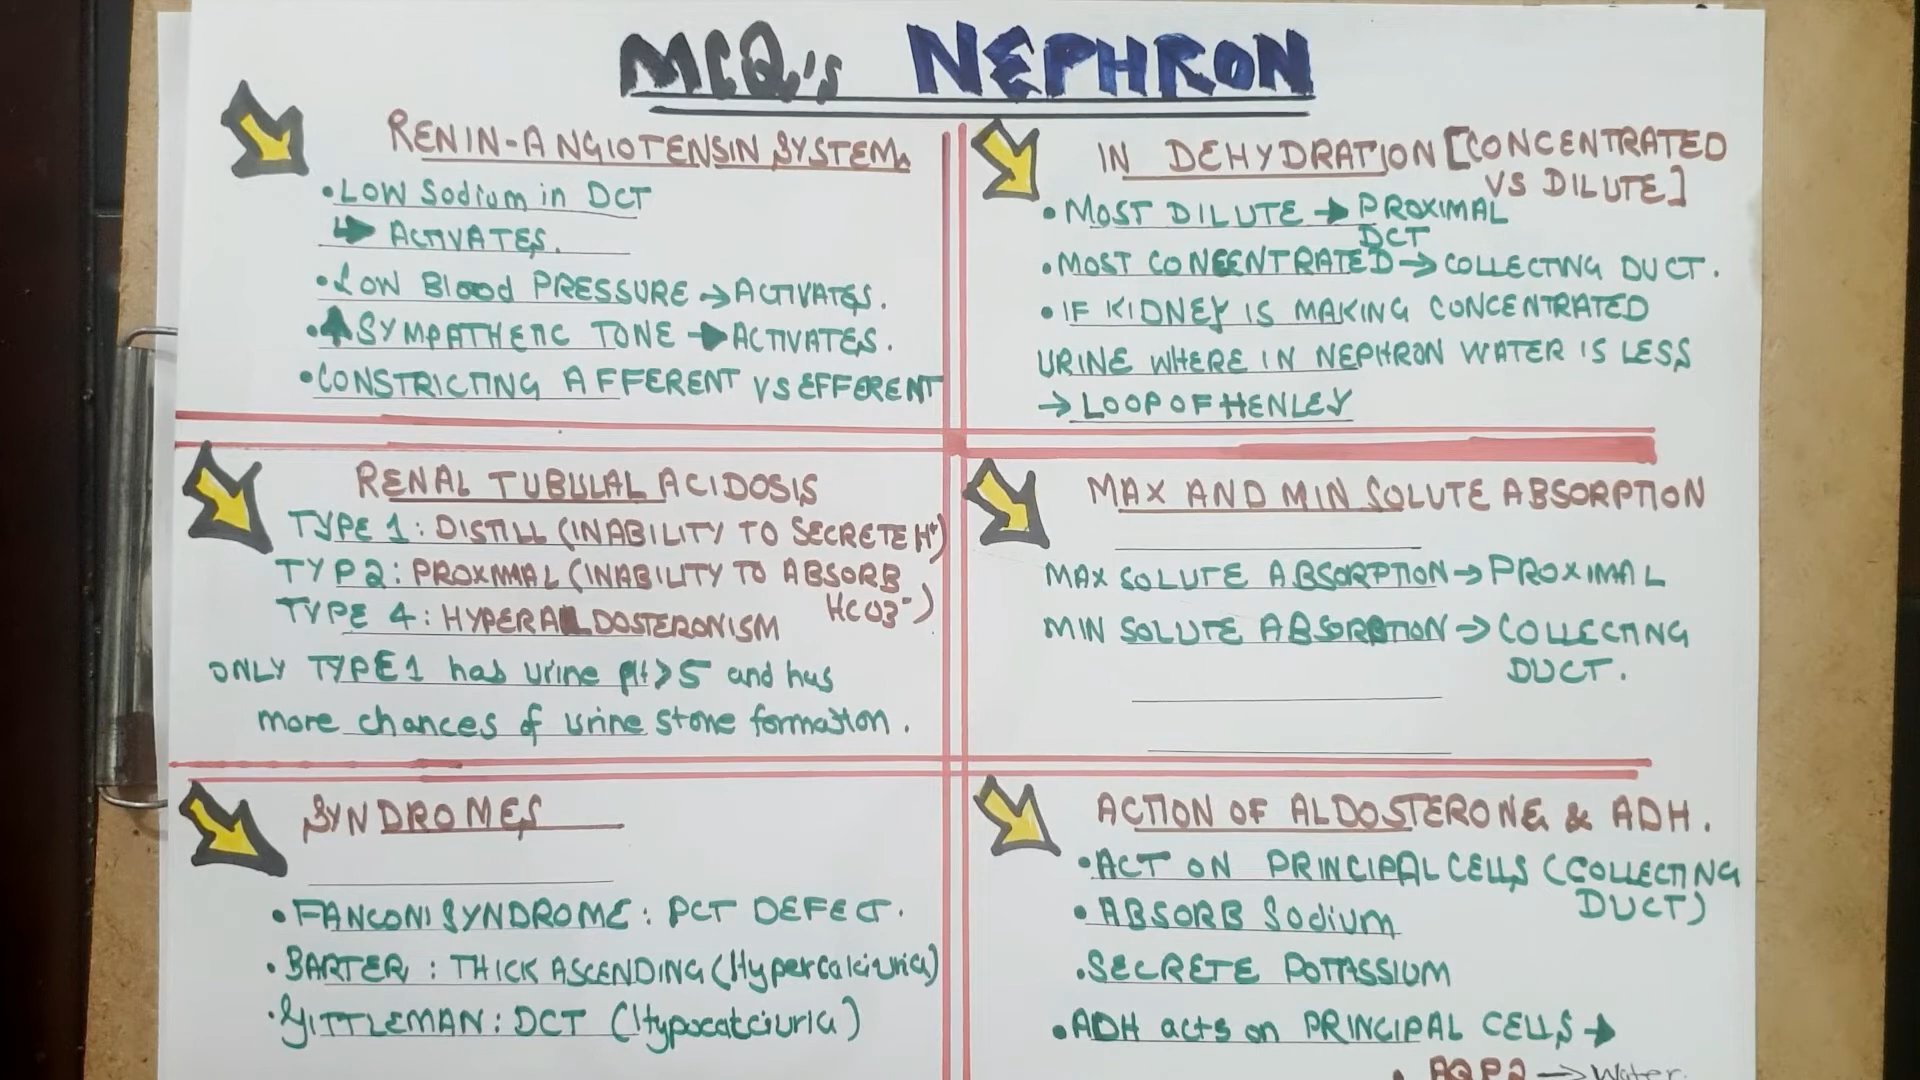 MCQ's NEPHRON
RENIN-ANGIOTENSIN SYSTEM
•LOW Sodium in DCT
↳ ACTIVATES.
•LOW Blood PRESSURE → ACTIVATES.
•↑SYMPATHETIC TONE → ACTIVATES.
•CONSTRICTING AFFERENT VS EFFERENT
IN DEHYDRATION [CONCENTRATED
VS DILUTE]
•MOST DILUTE → PROXIMAL
DCT
•MOST CONCENTRATED → COLLECTING DUCT.
•IF KIDNEY IS MAKING CONCENTRATED
URINE WHERE IN NEPHRON WATER IS LESS
→ LOOP OF HENLEY
RENAL TUBULAL ACIDOSIS
TYPE 1: DISTILL (INABILITY TO SECRETE H⁺)
TYP 2: PROXIMAL (INABILITY TO ABSORB
HCO3⁻)
TYPE 4: HYPERALDOSTERONISM
ONLY TYPE 1 has urine pH > 5 and has
more chances of urine stone formation.
MAX AND MIN SOLUTE ABSORPTION
MAX SOLUTE ABSORPTION → PROXIMAL
MIN SOLUTE ABSORPTION → COLLECTING
DUCT.
SYNDROMES
•FANCONI SYNDROME: PCT DEFECT.
•BARTER: THICK ASCENDING (Hypercalciuria)
•GITTLEMAN: DCT (Hypocatciuria)
ACTION OF ALDOSTERONE & ADH.
•ACT ON PRINCIPAL CELLS (COLLECTING
DUCT)
•ABSORB Sodium
•SECRETE POTASSIUM
•ADH acts on PRINCIPAL CELLS →
• AQP2 → Water.